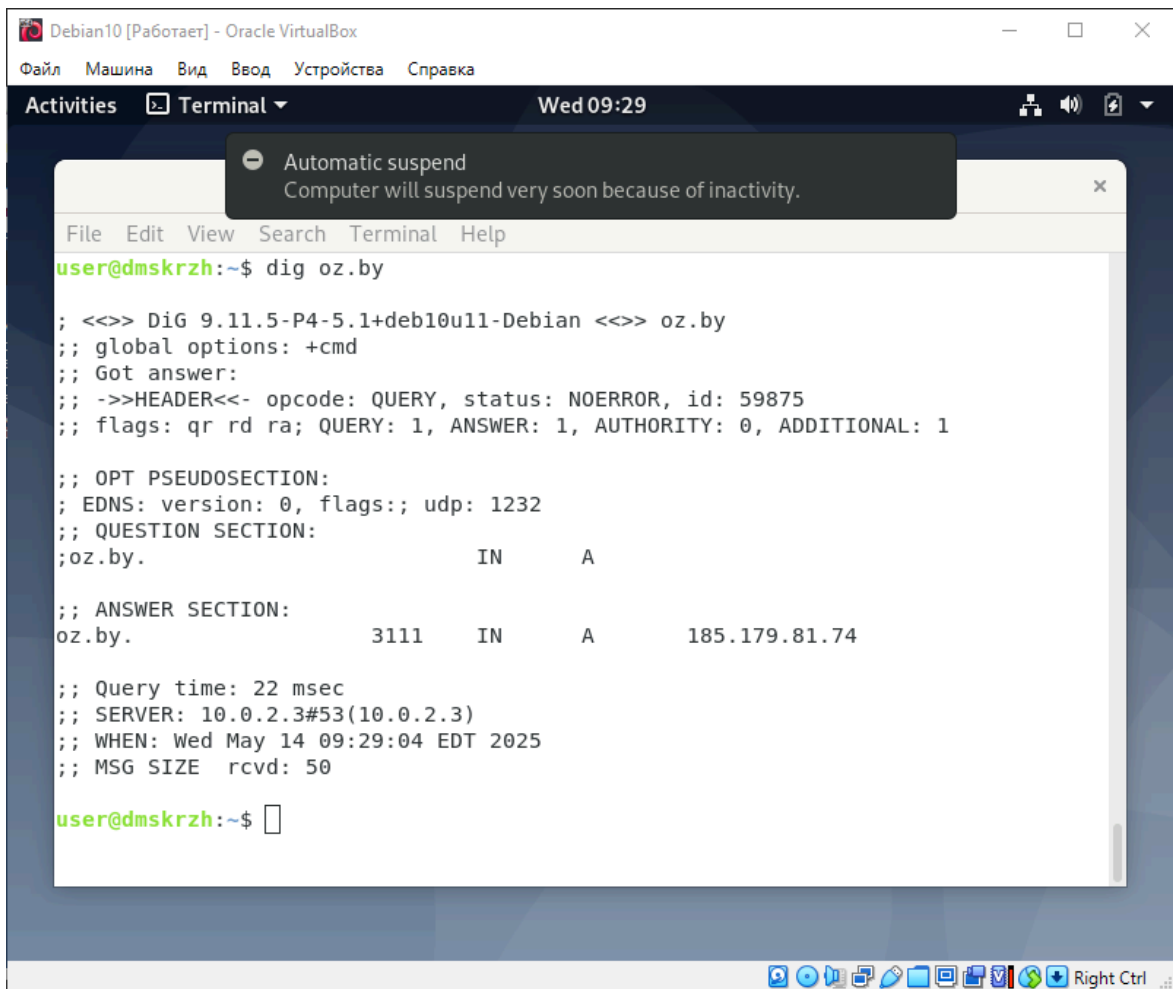 Debian10 [Работает] - Oracle VirtualBox
Файл Машина Вид Ввод Устройства Справка
Activities Terminal Wed 09:29
Automatic suspend
Computer will suspend very soon because of inactivity.
File Edit View Search Terminal Help
user@dmskrzh:~$ dig oz.by
; <<>> DiG 9.11.5-P4-5.1+deb10u11-Debian <<>> oz.by
;; global options: +cmd
;; Got answer:
;; ->>HEADER<<- opcode: QUERY, status: NOERROR, id: 59875
;; flags: qr rd ra; QUERY: 1, ANSWER: 1, AUTHORITY: 0, ADDITIONAL: 1
;; OPT PSEUDOSECTION:
; EDNS: version: 0, flags:; udp: 1232
;; QUESTION SECTION:
;oz.by. IN A
;; ANSWER SECTION:
oz.by. 3111 IN A 185.179.81.74
;; Query time: 22 msec
;; SERVER: 10.0.2.3#53(10.0.2.3)
;; WHEN: Wed May 14 09:29:04 EDT 2025
;; MSG SIZE rcvd: 50
user@dmskrzh:~$
Right Ctrl